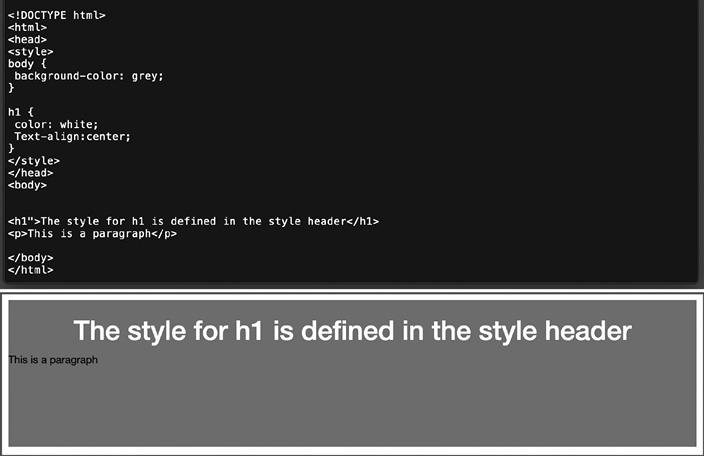 <!DOCTYPE html>
<html>
<head>
<style>
body {
 background-color: grey;
}
h1 {
 color: white;
 Text-align:center;
}
</style>
</head>
<body>
<h1">The style for h1 is defined in the style header</h1>
<p>This is a paragraph</p>
</body>
</html>
The style for h1 is defined in the style header
This is a paragraph